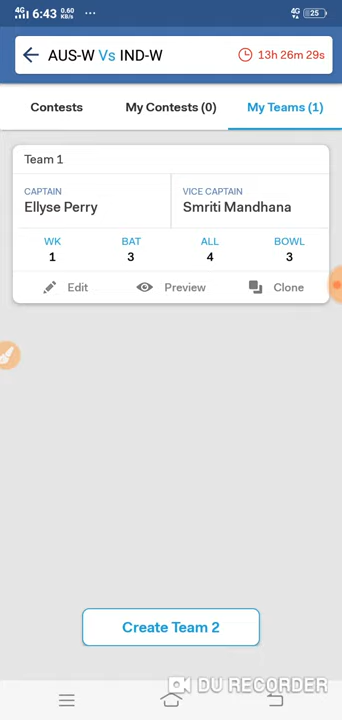 4G 6:43 0.60 KB/s ... 4G 25
AUS-W Vs IND-W 13h 26m 29s
Contests My Contests (0) My Teams (1)
Team 1
CAPTAIN VICE CAPTAIN
Ellyse Perry Smriti Mandhana
WK BAT ALL BOWL
1 3 4 3
Edit Preview Clone
Create Team 2
DU RECORDER